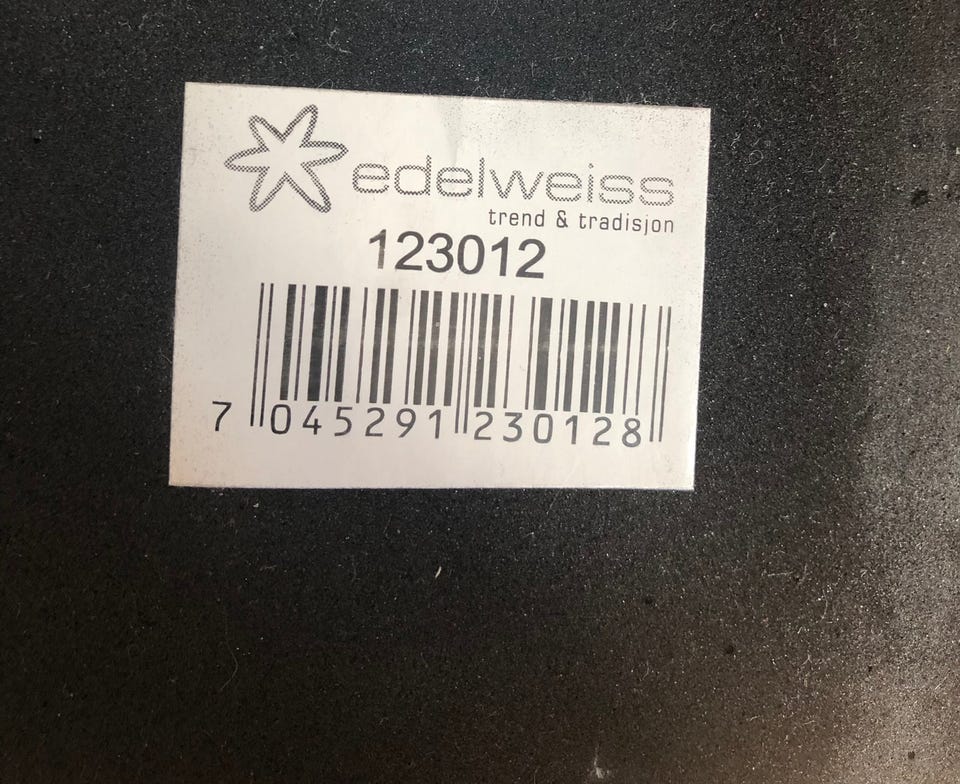 edelweiss
trend & tradisjon
123012
7 045291 230128